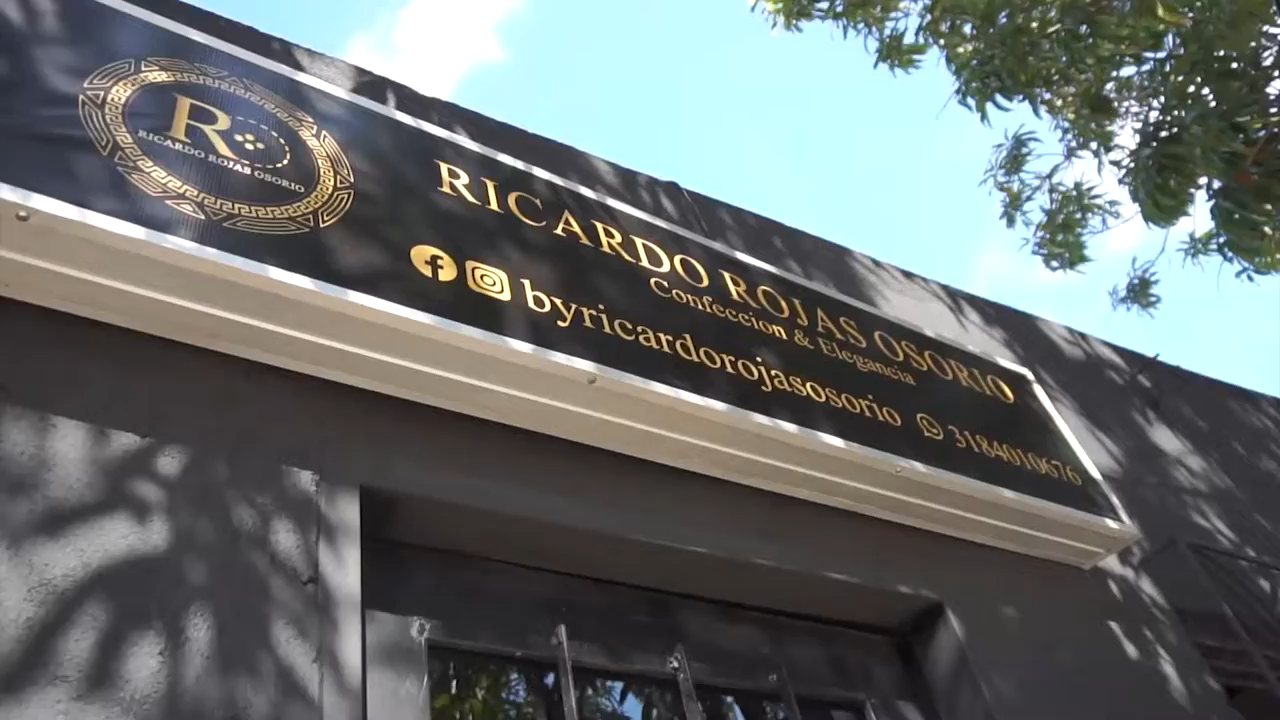 R
RICARDO ROJAS OSORIO
RICARDO ROJAS OSORIO
Confeccion & Elegancia
byricardorojasosorio
3184010676